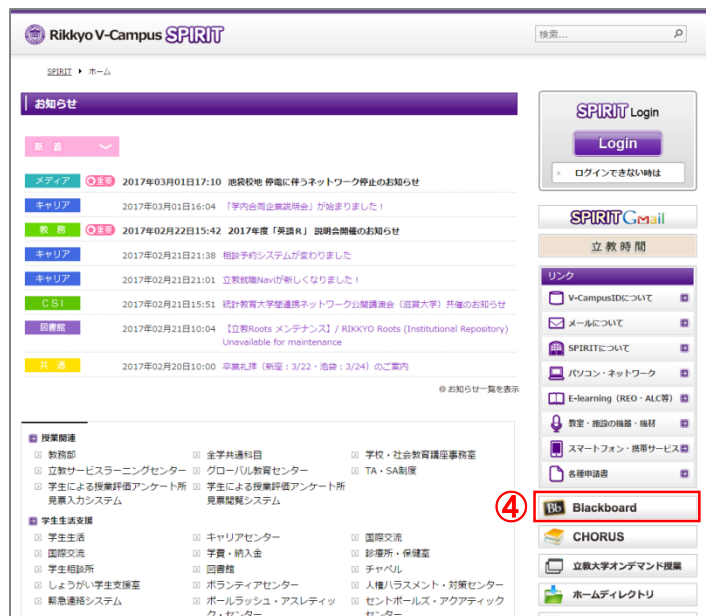 Rikkyo V-Campus SPIRIT
検索...
SPIRIT ▶ ホーム
お知らせ
新 着
メディア 重要 2017年03月01日17:10 池袋校地 停電に伴うネットワーク停止のお知らせ
キャリア 2017年03月01日16:04 「学内合同企業説明会」が始まりました！
教 務 重要 2017年02月22日15:42 2017年度「英語R」 説明会開催のお知らせ
キャリア 2017年02月21日21:38 相談予約システムが変わりました
キャリア 2017年02月21日21:01 立教就職Naviが新しくなりました！
CSI 2017年02月21日15:51 統計教育大学間連携ネットワーク公開講演会（滋賀大学）共催のお知らせ
図書館 2017年02月21日10:04 【立教Roots メンテナンス】/ RIKKYO Roots (Institutional Repository)
Unavailable for maintenance
共 通 2017年02月20日10:00 卒業礼拝（新座：3/22・池袋：3/24）のご案内
お知らせ一覧を表示
授業関連
教務部 全学共通科目 学校・社会教育講座事務室
立教サービスラーニングセンター グローバル教育センター TA・SA制度
学生による授業評価アンケート所 学生による授業評価アンケート所
見票入力システム 見票閲覧システム
学生生活支援
学生生活 キャリアセンター 国際交流
国際交流 学費・納入金 診療所・保健室
学生相談所 図書館 チャペル
しょうがい学生支援室 ボランティアセンター 人権ハラスメント・対策センター
緊急連絡システム ポールラッシュ・アスレティッ セントポールズ・アクアティック
ク・センター センター
SPIRIT Login
Login
ログインできない時は
SPIRIT Gmail
立教時間
リンク
V-CampusIDについて
メールについて
SPIRITについて
パソコン・ネットワーク
E-learning（REO・ALC等）
教室・施設の機器・機材
スマートフォン・携帯サービス
各種申請書
④ Bb Blackboard
CHORUS
立教大学オンデマンド授業
ホームディレクトリ